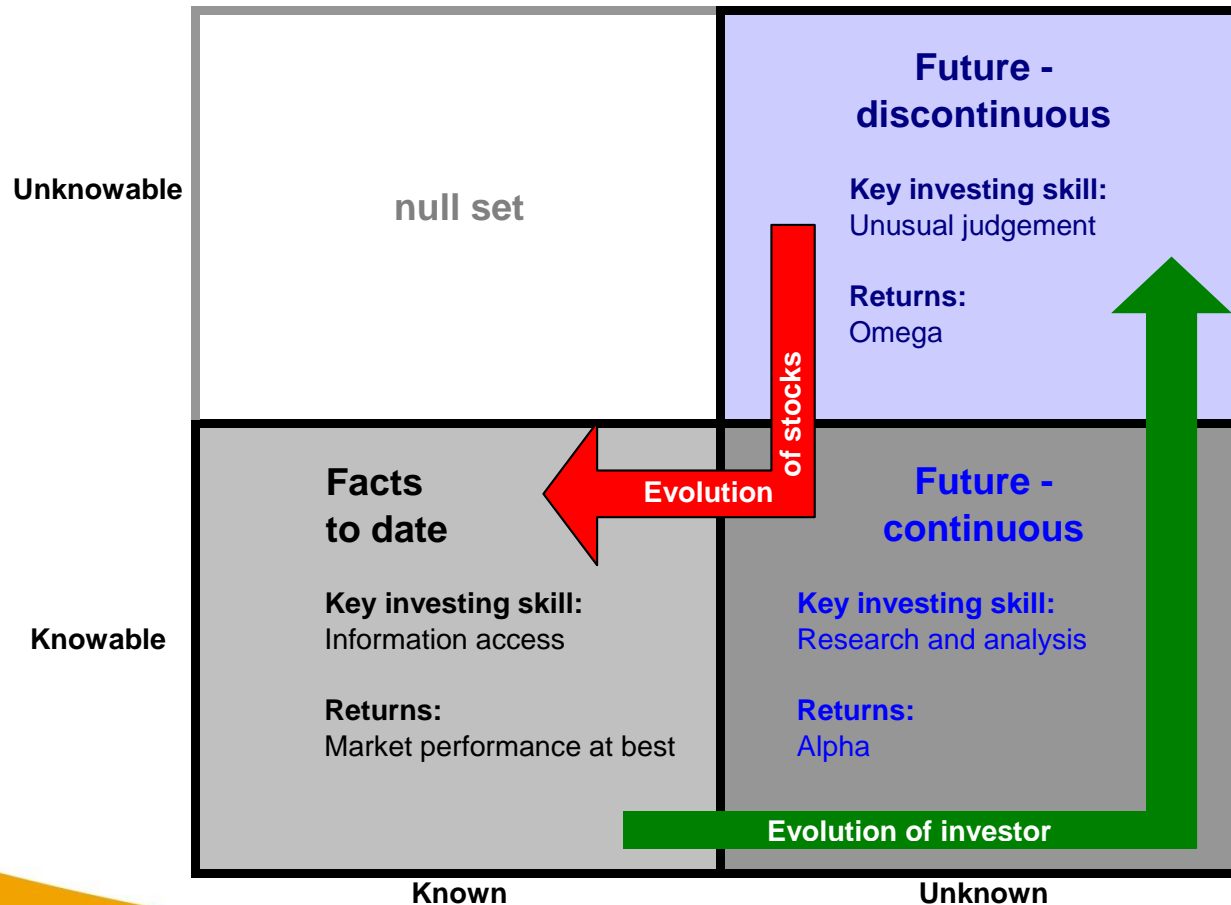 Unknowable
null set
Future -
discontinuous
Key investing skill:
Unusual judgement
Returns:
Omega
Evolution
of stocks
Knowable
Facts
to date
Key investing skill:
Information access
Returns:
Market performance at best
Future -
continuous
Key investing skill:
Research and analysis
Returns:
Alpha
Evolution of investor
Known
Unknown